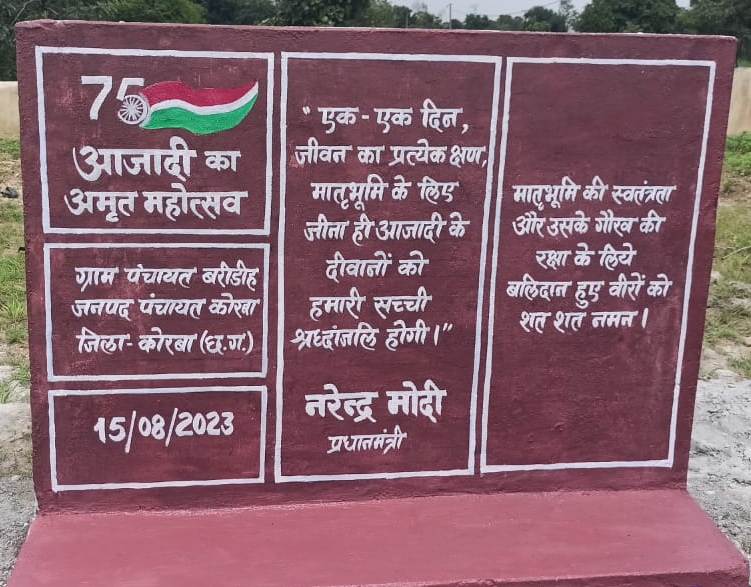 75
आजादी का
अमृत महोत्सव
ग्राम पंचायत बरीडीह
जनपद पंचायत कोरबा
जिला-कोरबा (छ.ग.)
15/08/2023
"एक-एक दिन,
जीवन का प्रत्येक क्षण,
मातृभूमि के लिए
जीना ही आजादी के
दीवानों को
हमारी सच्ची
श्रध्दांजलि होगी।"
नरेन्द्र मोदी
प्रधानमंत्री
मातृभूमि की स्वतंत्रता
और उसके गौरव की
रक्षा के लिये
बलिदान हुए वीरों को
शत शत नमन।